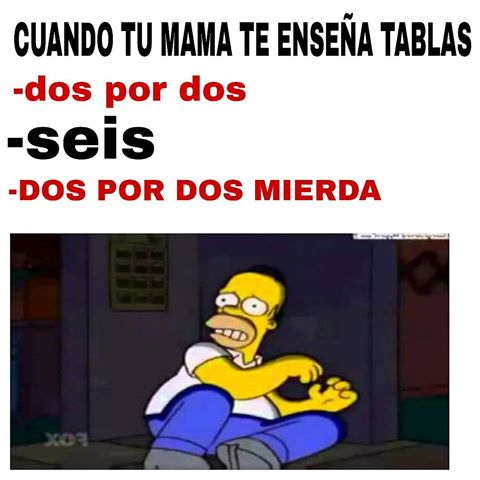 CUANDO TU MAMA TE ENSEÑA TABLAS
-dos por dos
-seis
-DOS POR DOS MIERDA
FOX